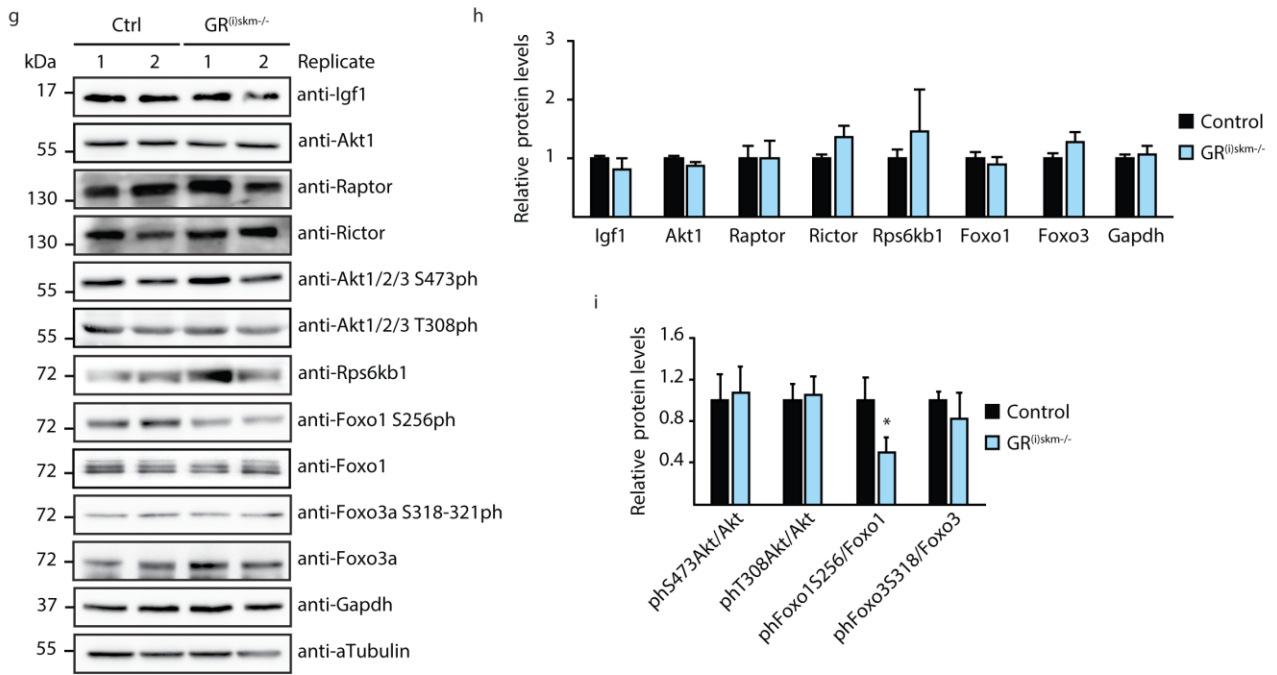 g
Ctrl GR(i)skm-/-
kDa 1 2 1 2 Replicate
17 anti-Igf1
55 anti-Akt1
130 anti-Raptor
130 anti-Rictor
55 anti-Akt1/2/3 S473ph
55 anti-Akt1/2/3 T308ph
72 anti-Rps6kb1
72 anti-Foxo1 S256ph
72 anti-Foxo1
72 anti-Foxo3a S318-321ph
72 anti-Foxo3a
37 anti-Gapdh
55 anti-aTubulin
h
Relative protein levels
3
2
1
Igf1 Akt1 Raptor Rictor Rps6kb1 Foxo1 Foxo3 Gapdh
Control
GR(i)skm-/-
i
Relative protein levels
1.6
1.2
0.8
0.4
*
phS473Akt/Akt
phT308Akt/Akt
phFoxo1S256/Foxo1
phFoxo3S318/Foxo3
Control
GR(i)skm-/-